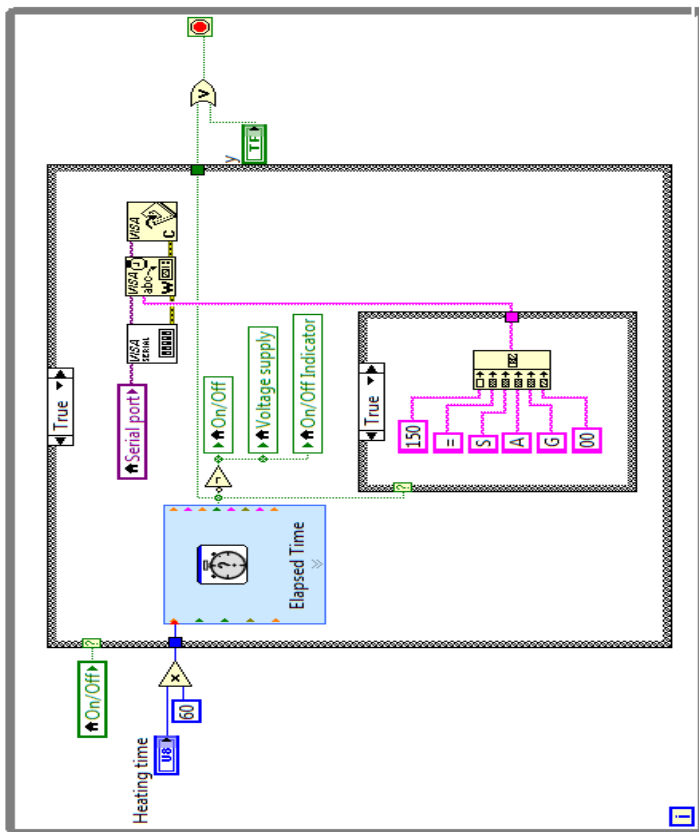 True
?
On/Off
Heating time
U8
60
x
Serial port
VISA
SERIAL
VISA
abc
W
VISA
C
?
Elapsed Time
On/Off
Voltage supply
On/Off Indicator
y
TF
V
True
?
150
=
S
A
G
00
i